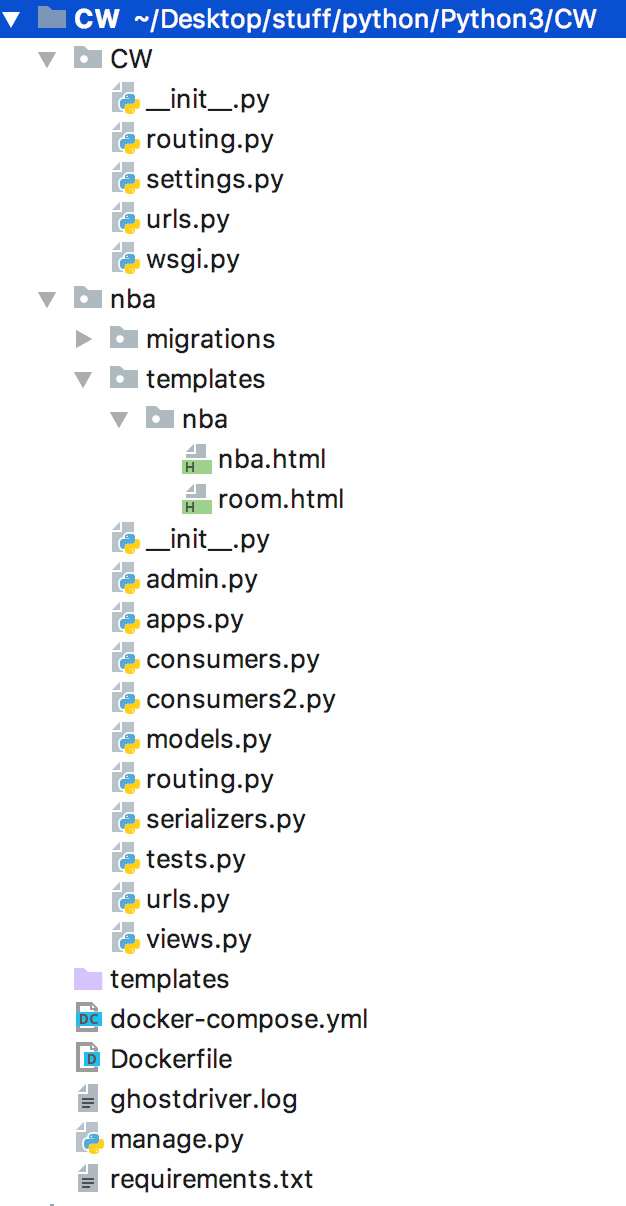 CW ~/Desktop/stuff/python/Python3/CW
CW
__init__.py
routing.py
settings.py
urls.py
wsgi.py
nba
migrations
templates
nba
H nba.html
H room.html
__init__.py
admin.py
apps.py
consumers.py
consumers2.py
models.py
routing.py
serializers.py
tests.py
urls.py
views.py
templates
DC docker-compose.yml
D Dockerfile
ghostdriver.log
manage.py
requirements.txt